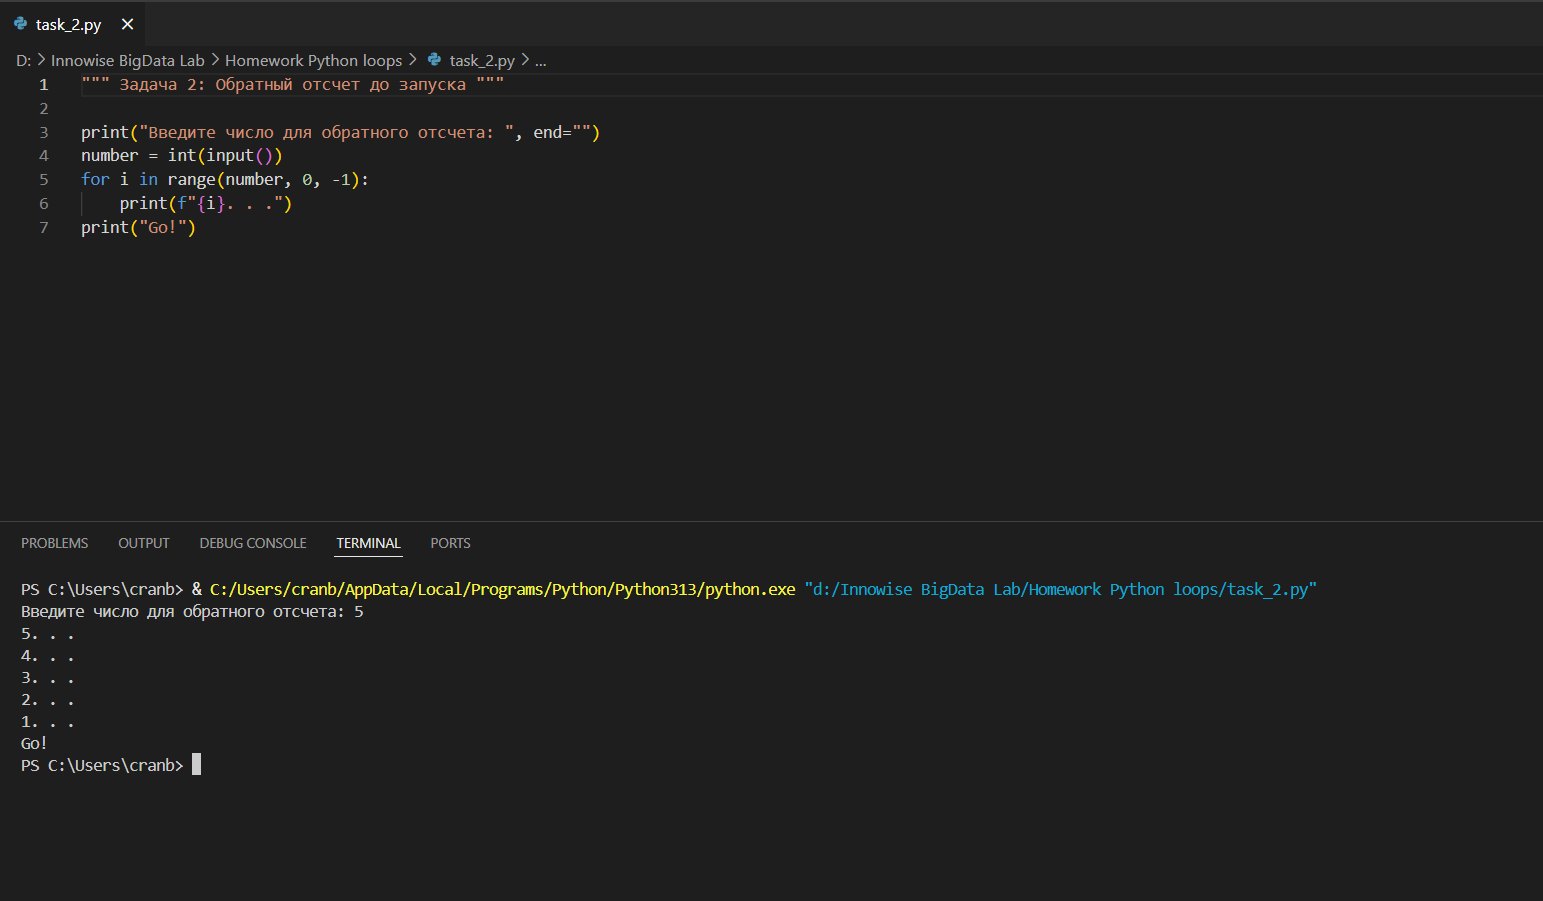 task_2.py
D: > Innowise BigData Lab > Homework Python loops > task_2.py > ...
1 """ Задача 2: Обратный отсчет до запуска """
2
3 print("Введите число для обратного отсчета: ", end="")
4 number = int(input())
5 for i in range(number, 0, -1):
6     print(f"{i}. . .")
7 print("Go!")
PROBLEMS OUTPUT DEBUG CONSOLE TERMINAL PORTS
PS C:\Users\cranb> & C:/Users/cranb/AppData/Local/Programs/Python/Python313/python.exe "d:/Innowise BigData Lab/Homework Python loops/task_2.py"
Введите число для обратного отсчета: 5
5. . .
4. . .
3. . .
2. . .
1. . .
Go!
PS C:\Users\cranb>